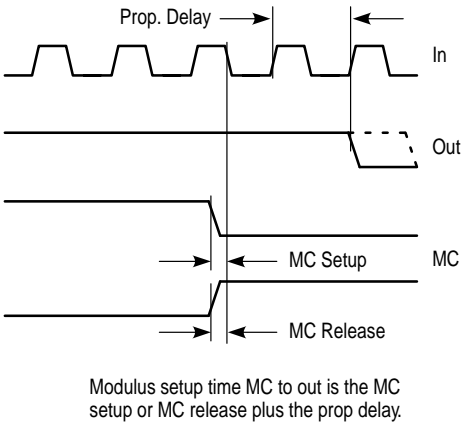 Prop. Delay
In
Out
MC Setup
MC
MC Release
Modulus setup time MC to out is the MC
setup or MC release plus the prop delay.